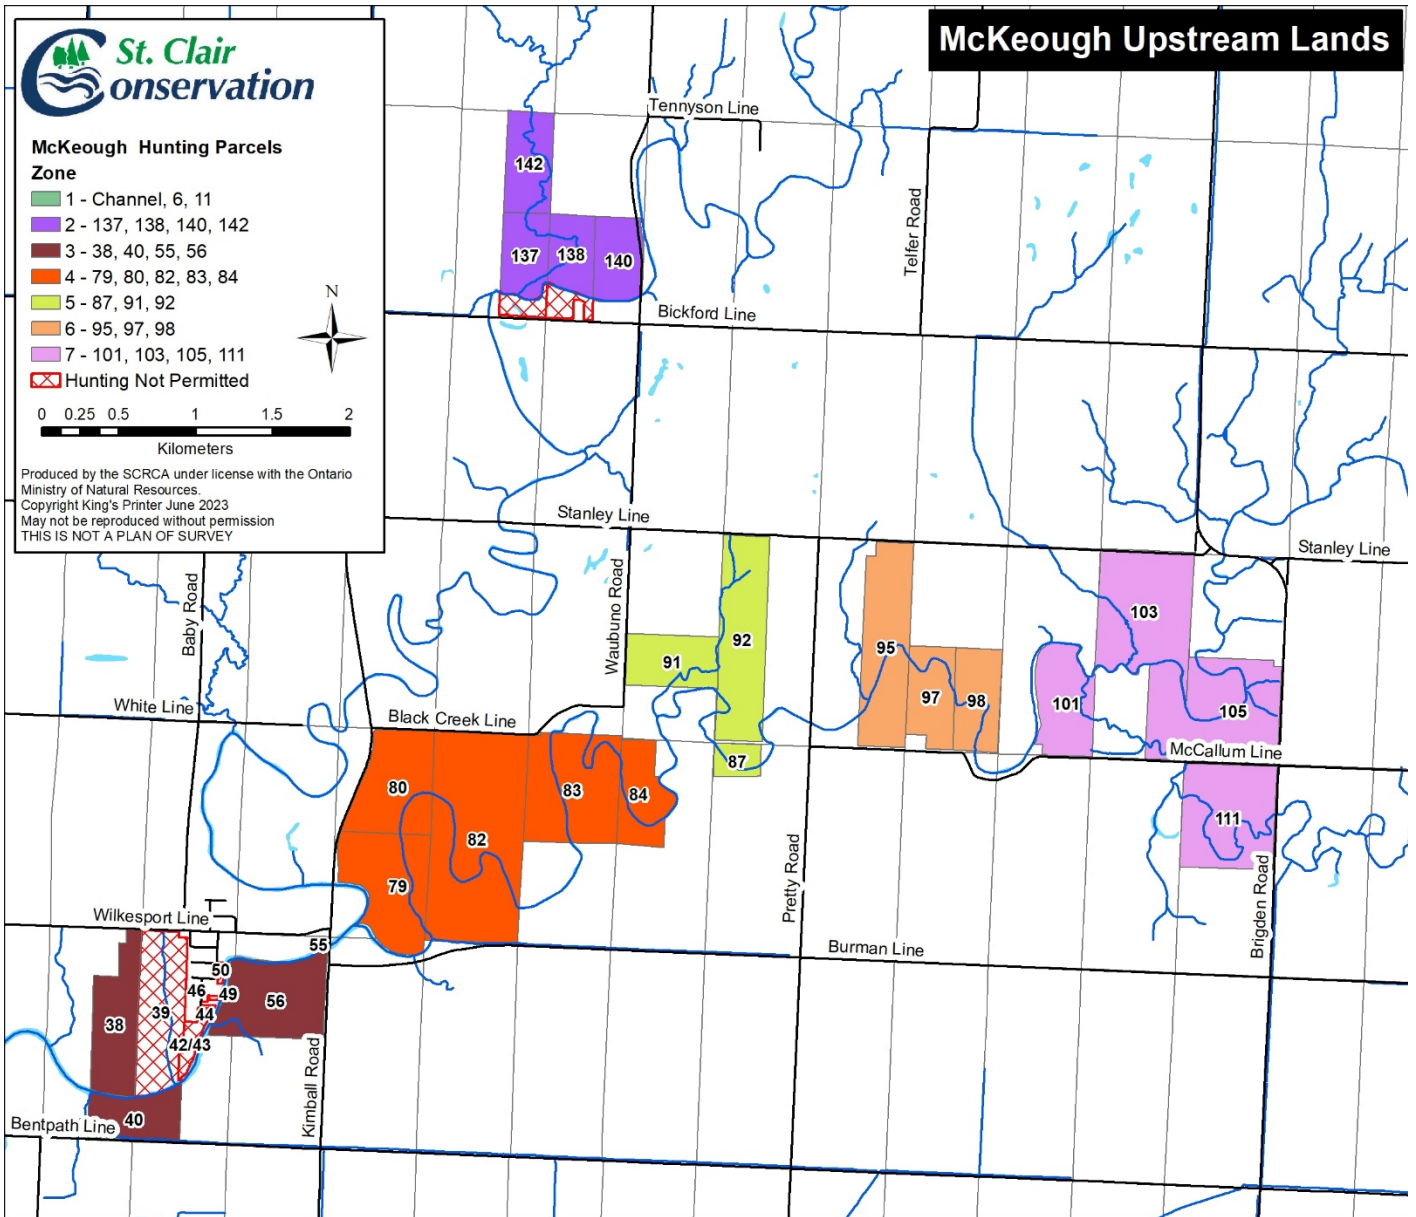 McKeough Upstream Lands
St. Clair
Conservation
McKeough Hunting Parcels
Zone
1 - Channel, 6, 11
2 - 137, 138, 140, 142
3 - 38, 40, 55, 56
4 - 79, 80, 82, 83, 84
5 - 87, 91, 92
6 - 95, 97, 98
7 - 101, 103, 105, 111
Hunting Not Permitted
N
0 0.25 0.5 1 1.5 2
Kilometers
Produced by the SCRCA under license with the Ontario
Ministry of Natural Resources.
Copyright King's Printer June 2023
May not be reproduced without permission
THIS IS NOT A PLAN OF SURVEY
Tennyson Line
142
Telfer Road
137
138
140
Bickford Line
Stanley Line
Stanley Line
Baby Road
Waubuno Road
103
92
95
91
97
98
101
105
White Line
Black Creek Line
McCallum Line
87
80
83
84
111
82
Pretty Road
79
Brigden Road
Wilkesport Line
55
Burman Line
50
46
49
56
39
44
38
42/43
Kimball Road
40
Bentpath Line